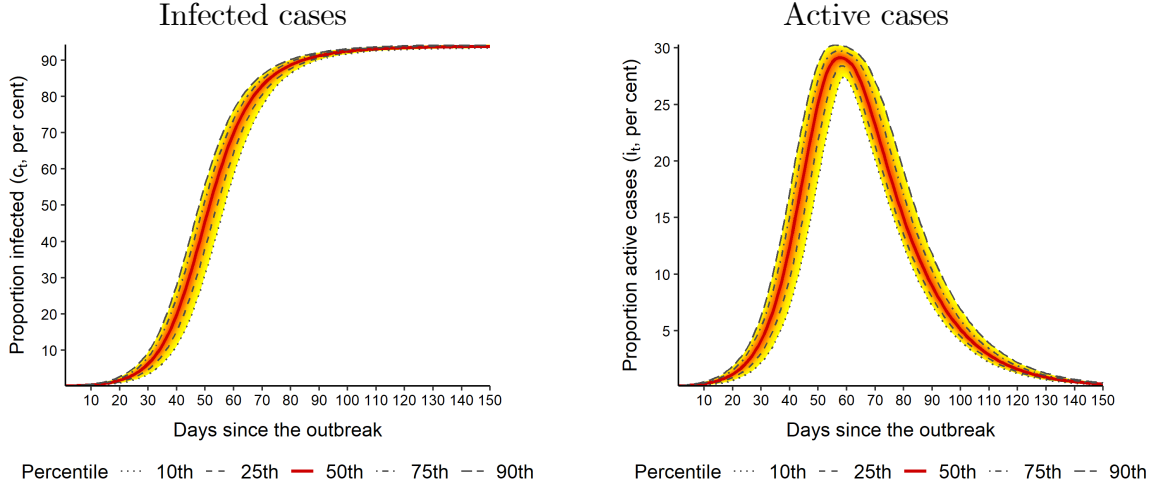 Infected cases
Proportion infected (cₜ, per cent)
90
80
70
60
50
40
30
20
10
10 20 30 40 50 60 70 80 90 100 110 120 130 140 150
Days since the outbreak
Percentile 10th 25th 50th 75th 90th
Active cases
Proportion active cases (iₜ, per cent)
30
25
20
15
10
5
10 20 30 40 50 60 70 80 90 100 110 120 130 140 150
Days since the outbreak
Percentile 10th 25th 50th 75th 90th